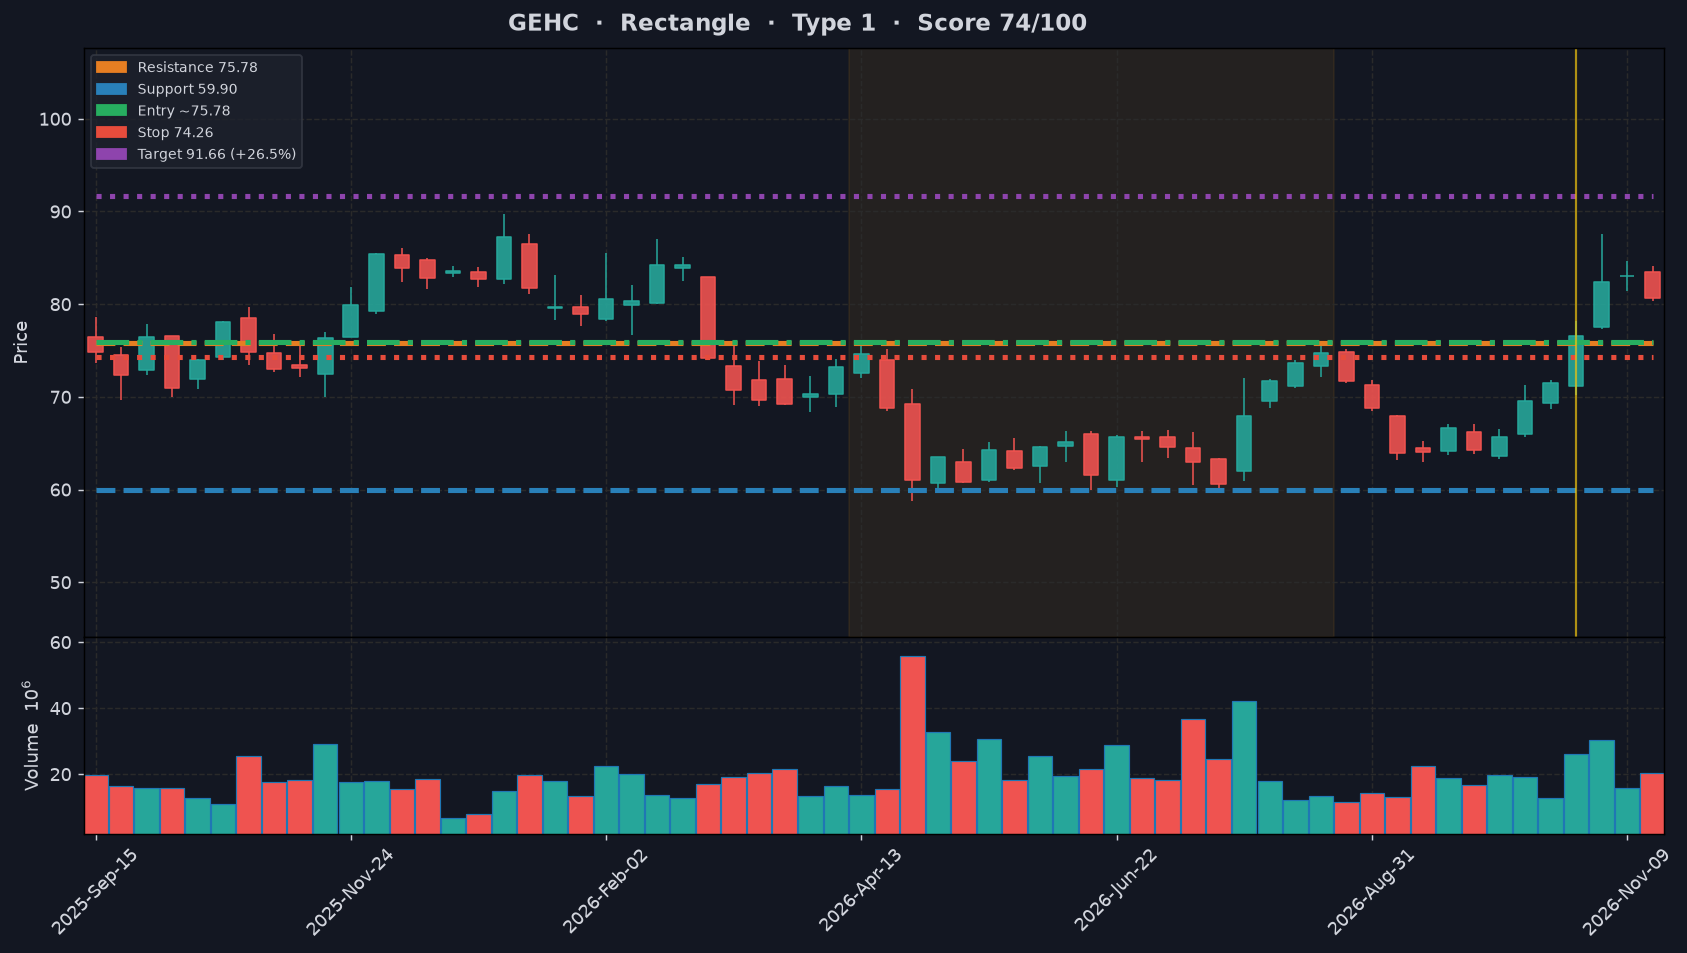 GEHC · Rectangle · Type 1 · Score 74/100
Resistance 75.78
Support 59.90
Entry ~75.78
Stop 74.26
Target 91.66 (+26.5%)
Price
100
90
80
70
60
50
Volume 10⁶
60
40
20
2025-Sep-15
2025-Nov-24
2026-Feb-02
2026-Apr-13
2026-Jun-22
2026-Aug-31
2026-Nov-09